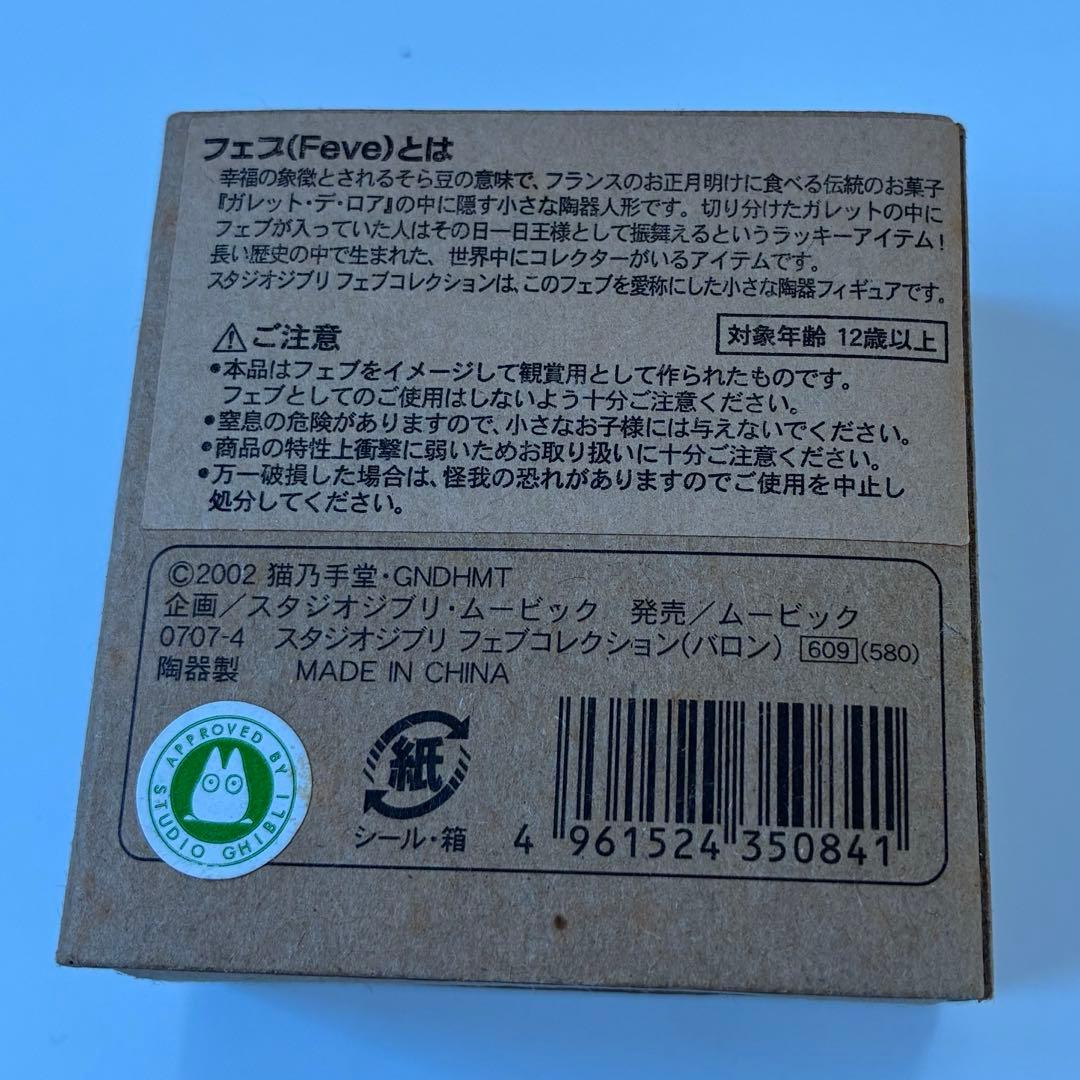 フェブ(Feve)とは
幸福の象徴とされるそら豆の意味で、フランスのお正月明けに食べる伝統のお菓子
『ガレット・デ・ロア』の中に隠す小さな陶器人形です。切り分けたガレットの中に
フェブが入っていた人はその日一日王様として振舞えるというラッキーアイテム!
長い歴史の中で生まれた、世界中にコレクターがいるアイテムです。
スタジオジブリ フェブコレクションは、このフェブを愛称にした小さな陶器フィギュアです。
⚠ご注意
対象年齢 12歳以上
•本品はフェブをイメージして観賞用として作られたものです。
フェブとしてのご使用はしないよう十分ご注意ください。
•窒息の危険がありますので、小さなお子様には与えないでください。
•商品の特性上衝撃に弱いためお取り扱いに十分ご注意ください。
•万一破損した場合は、怪我の恐れがありますのでご使用を中止し
処分してください。
©2002 猫乃手堂・GNDHMT
企画/スタジオジブリ・ムービック 発売/ムービック
0707-4 スタジオジブリ フェブコレクション(バロン) 609 (580)
陶器製 MADE IN CHINA
APPROVED BY STUDIO GHIBLI
紙
シール・箱
4 961524 350841